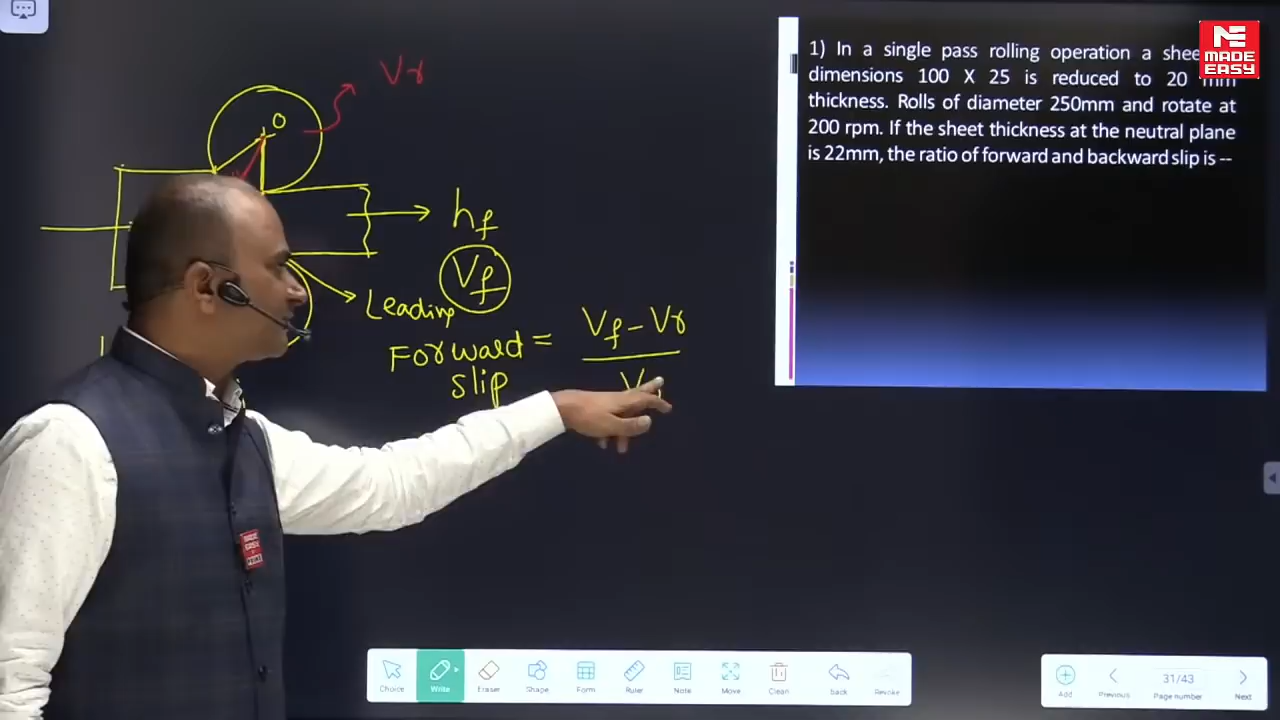 Vr
O
hf
Vf
Leading
Forward = Vf - Vr
slip
1) In a single pass rolling operation a
dimensions 100 X 25 is reduced to 20 mm
thickness. Rolls of diameter 250mm and rotate at
200 rpm. If the sheet thickness at the neutral plane
is 22mm, the ratio of forward and backward slip is --
MADE
EASY
Choice
Write
Eraser
Shape
Form
Ruler
Note
Move
Clean
back
Revoke
Add
Previous
31/43
Page number
Next